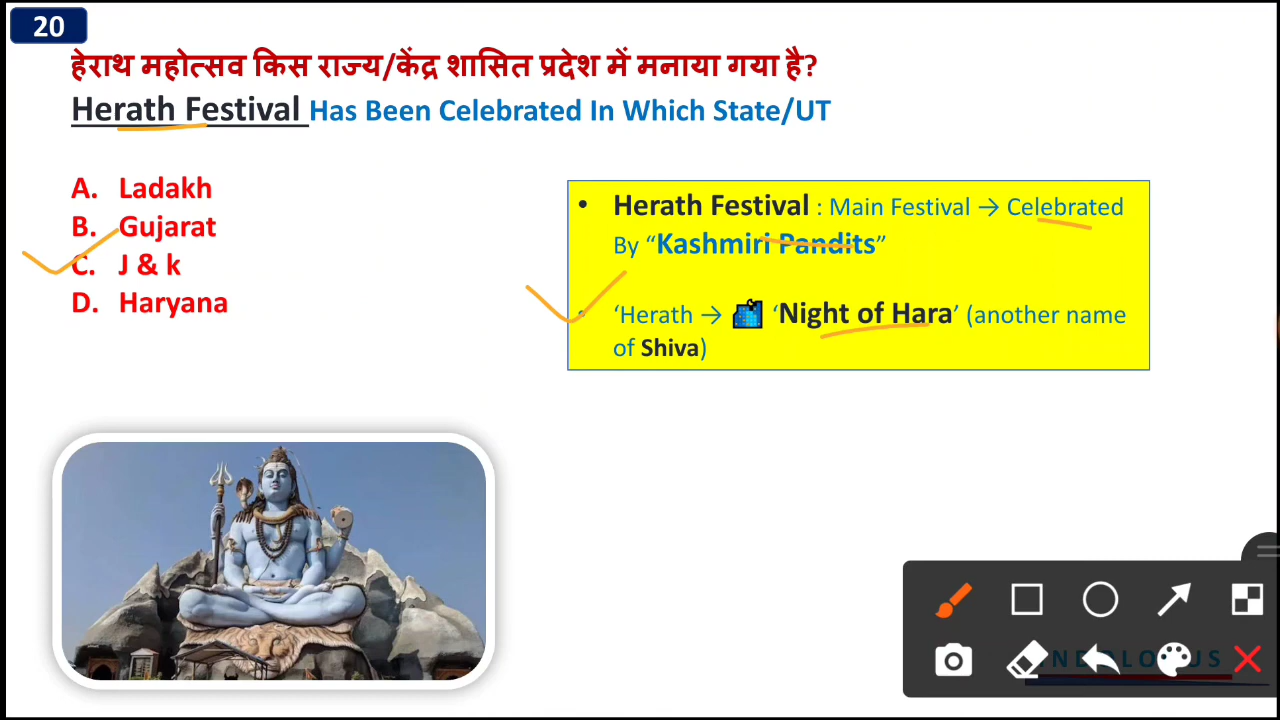 20
हेराथ महोत्सव किस राज्य/केंद्र शासित प्रदेश में मनाया गया है?
Herath Festival Has Been Celebrated In Which State/UT
A. Ladakh
B. Gujarat
C. J & k
D. Haryana
• Herath Festival : Main Festival → Celebrated
By “Kashmiri Pandits”
• ‘Herath → ‘Night of Hara’ (another name
of Shiva)